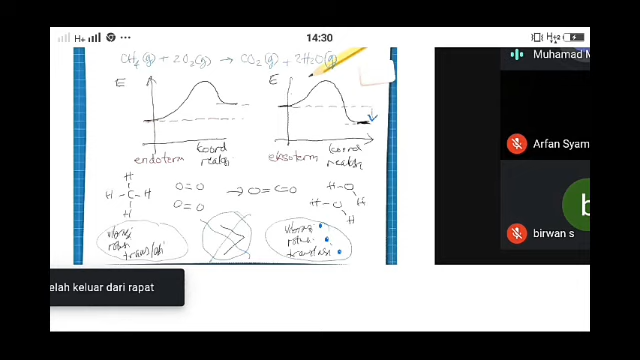 H+
14:30
H+2
CH4(g) + 2O2(g) → CO2(g) + 2H2O(g)
E
E
endoterm
koord
reaksi
eksoterm
koord
reaksi
H
H-C-H
H
O=O
O=O
→ O=C=O
H-O
H
H-O
H
vibrasi
rotasi
translasi
>
vibrasi
rotasi
translasi
elah keluar dari rapat
Muhamad M
Arfan Syam
b
birwan s